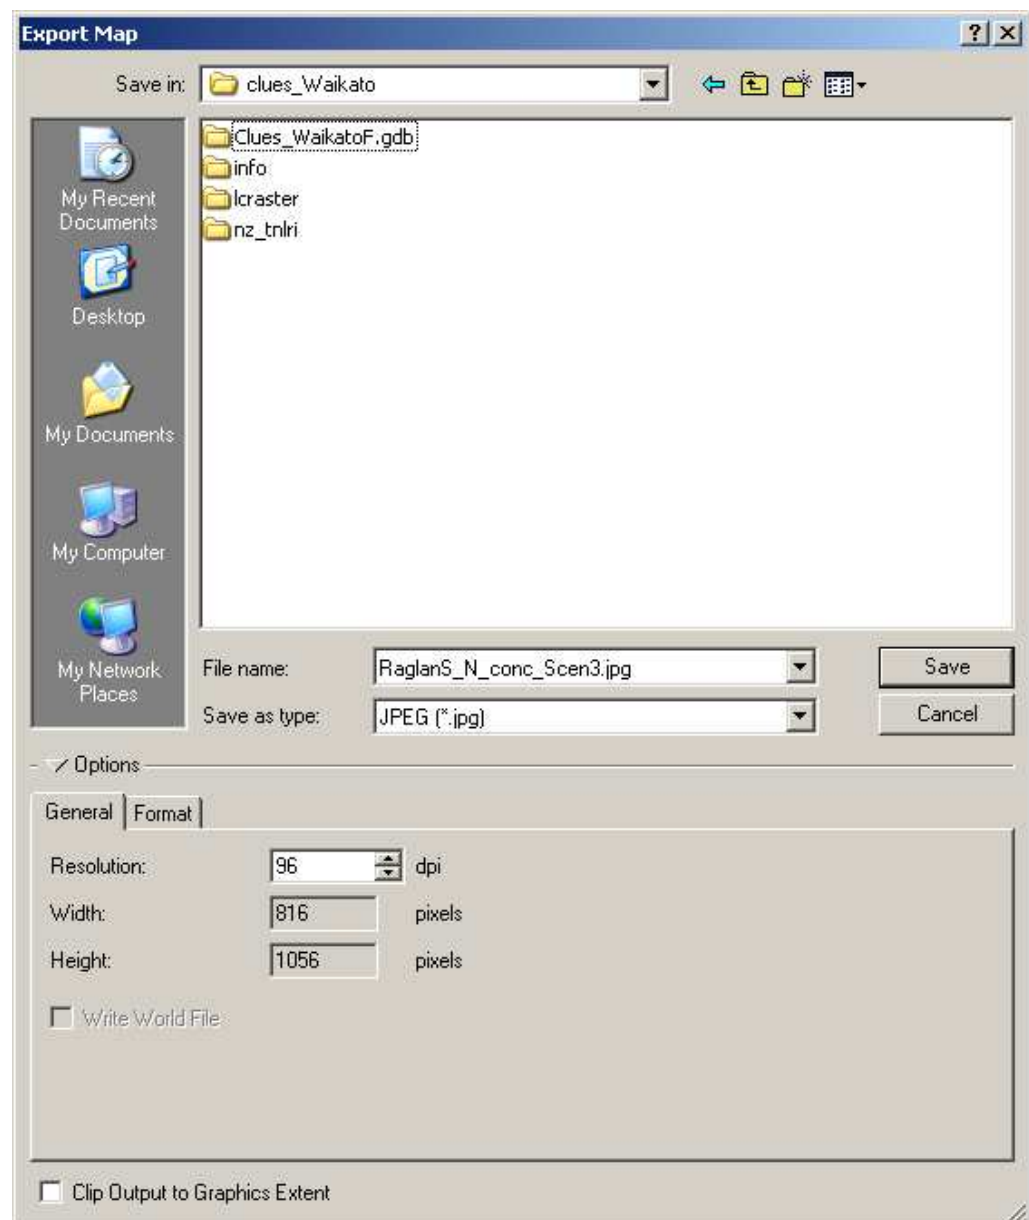 Export Map
Save in: clues_Waikato
Clues_WaikatoF.gdb
info
lcraster
nz_tnlri
My Recent
Documents
Desktop
My Documents
My Computer
My Network
Places
File name: RaglanS_N_conc_Scen3.jpg Save
Save as type: JPEG (*.jpg) Cancel
Options
General Format
Resolution: 96 dpi
Width: 816 pixels
Height: 1056 pixels
Write World File
Clip Output to Graphics Extent